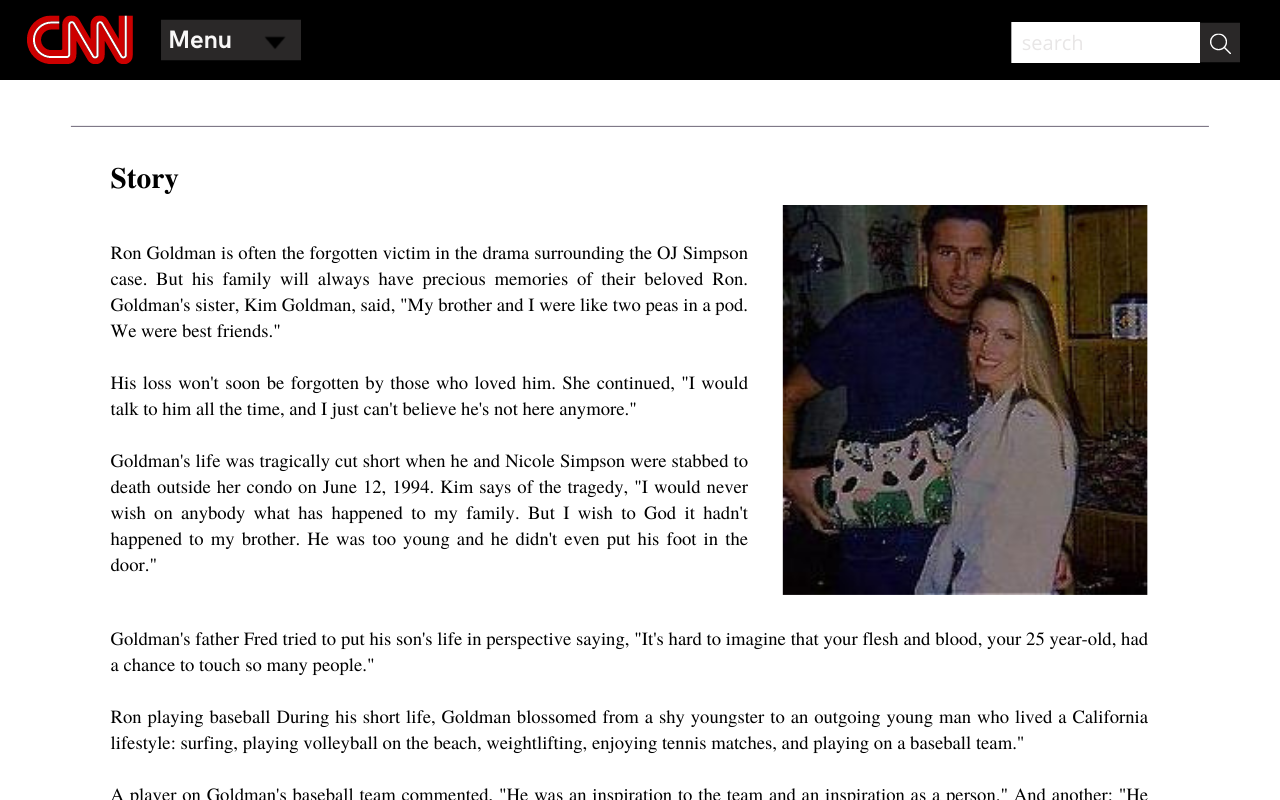 CNN
Menu
search
Story
Ron Goldman is often the forgotten victim in the drama surrounding the OJ Simpson
case. But his family will always have precious memories of their beloved Ron.
Goldman's sister, Kim Goldman, said, "My brother and I were like two peas in a pod.
We were best friends."
His loss won't soon be forgotten by those who loved him. She continued, "I would
talk to him all the time, and I just can't believe he's not here anymore."
Goldman's life was tragically cut short when he and Nicole Simpson were stabbed to
death outside her condo on June 12, 1994. Kim says of the tragedy, "I would never
wish on anybody what has happened to my family. But I wish to God it hadn't
happened to my brother. He was too young and he didn't even put his foot in the
door."
Goldman's father Fred tried to put his son's life in perspective saying, "It's hard to imagine that your flesh and blood, your 25 year-old, had
a chance to touch so many people."
Ron playing baseball During his short life, Goldman blossomed from a shy youngster to an outgoing young man who lived a California
lifestyle: surfing, playing volleyball on the beach, weightlifting, enjoying tennis matches, and playing on a baseball team."
A player on Goldman's baseball team commented, "He was an inspiration to the team and an inspiration as a person." And another: "He